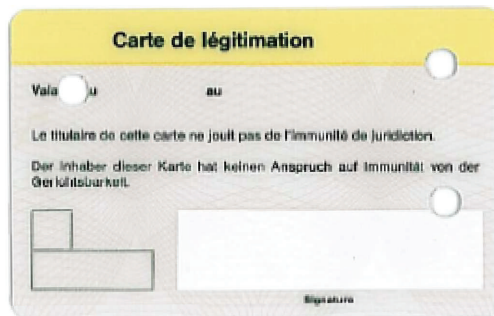 Carte de légitimation
au
Le titulaire de cette carte ne jouit pas de l'immunité de juridiction.
Der Inhaber dieser Karte hat keinen Anspruch auf Immunität von der
Gerichtsbarkeit.
Signature